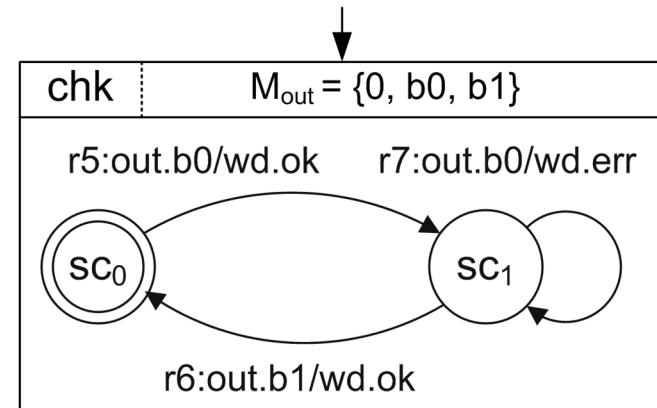 chk
M_out = {0, b0, b1}
r5:out.b0/wd.ok
r7:out.b0/wd.err
sc₀
sc₁
r6:out.b1/wd.ok